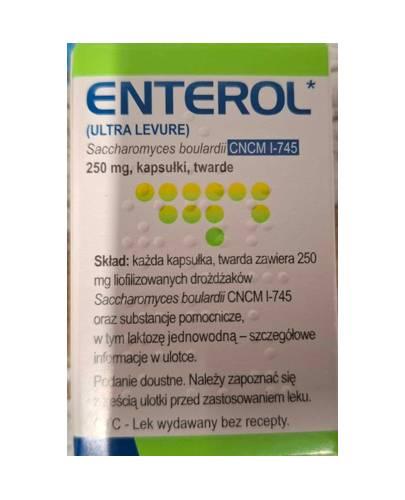 ENTEROL*
(ULTRA LEVURE)
Saccharomyces boulardii CNCM I-745
250 mg, kapsułki, twarde
Skład: każda kapsułka, twarda zawiera 250
mg liofilizowanych drożdżaków
Saccharomyces boulardii CNCM I-745
oraz substancje pomocnicze,
w tym laktozę jednowodną – szczegółowe
informacje w ulotce.
Podanie doustne. Należy zapoznać się
z treścią ulotki przed zastosowaniem leku.
C - Lek wydawany bez recepty.